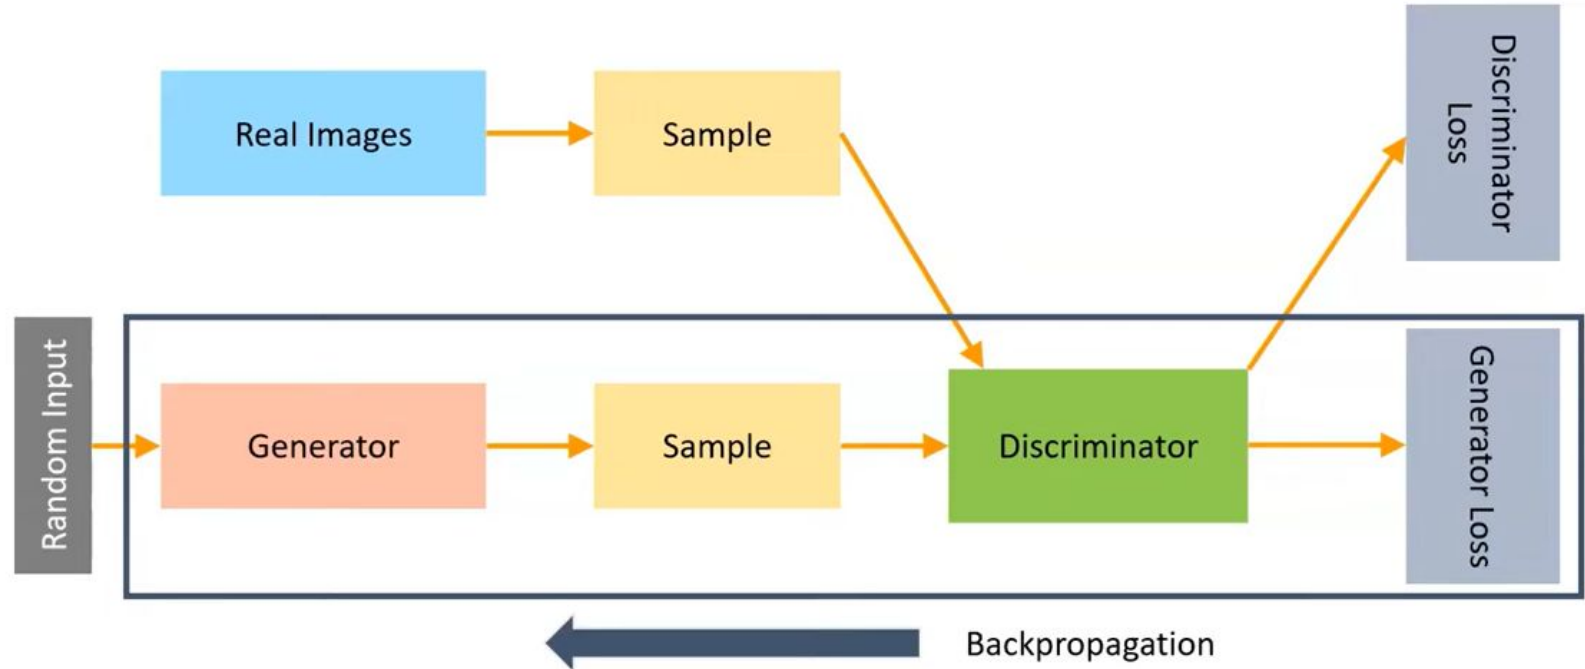 Real Images
Sample
Discriminator
Loss
Random Input
Generator
Sample
Discriminator
Generator Loss
Backpropagation